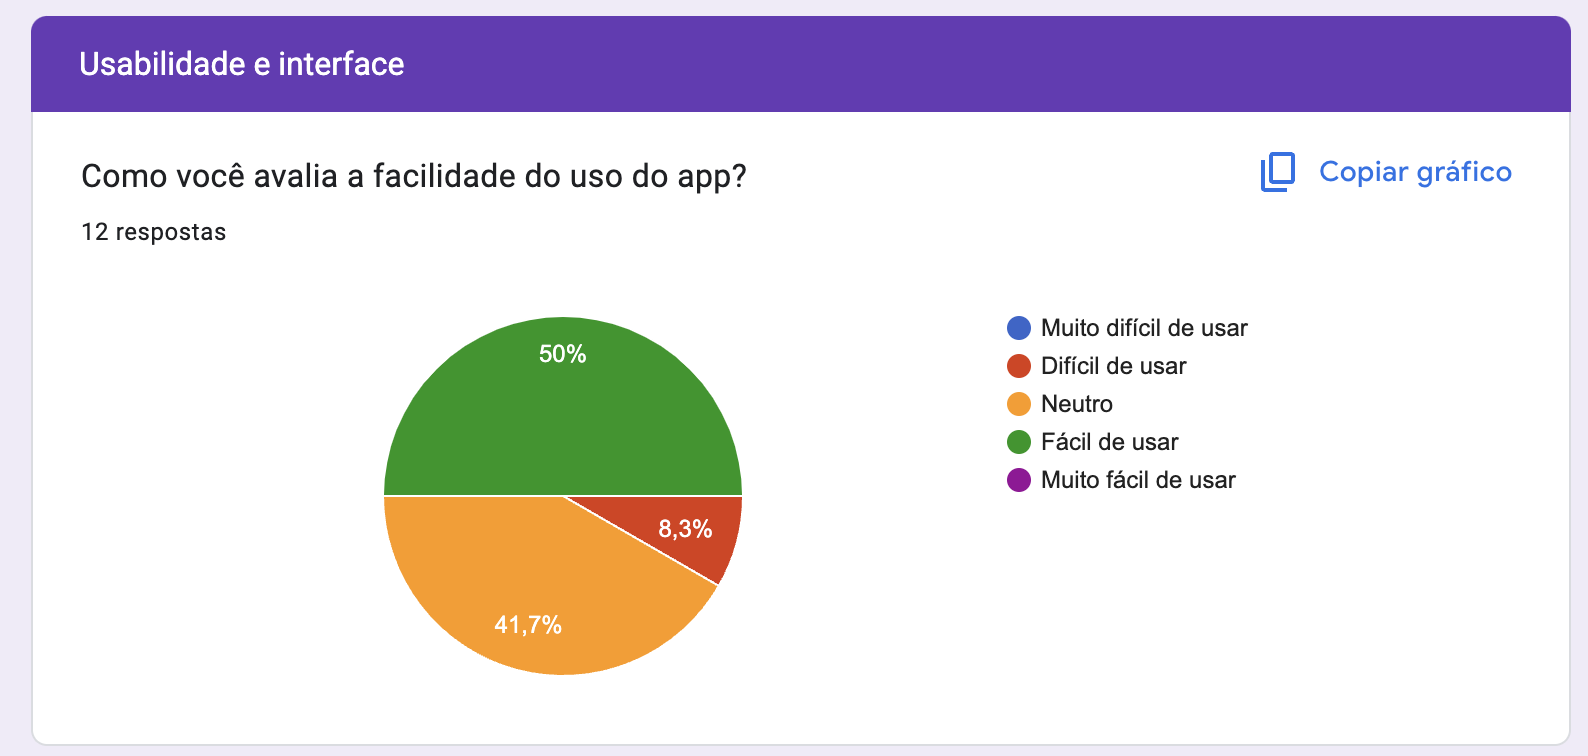 Usabilidade e interface
Como você avalia a facilidade do uso do app?
Copiar gráfico
12 respostas
50%
8,3%
41,7%
Muito difícil de usar
Difícil de usar
Neutro
Fácil de usar
Muito fácil de usar